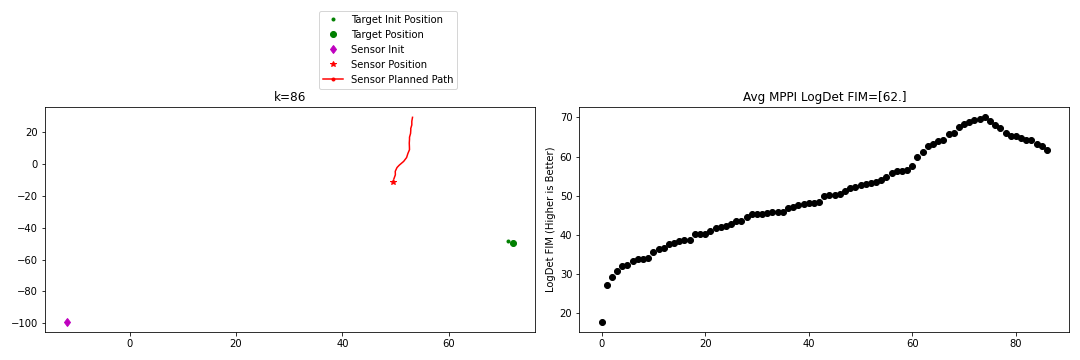 Target Init Position
Target Position
Sensor Init
Sensor Position
Sensor Planned Path
k=86
20
0
−20
−40
−60
−80
−100
0
20
40
60
Avg MPPI LogDet FIM=[62.]
LogDet FIM (Higher is Better)
70
60
50
40
30
20
0
20
40
60
80